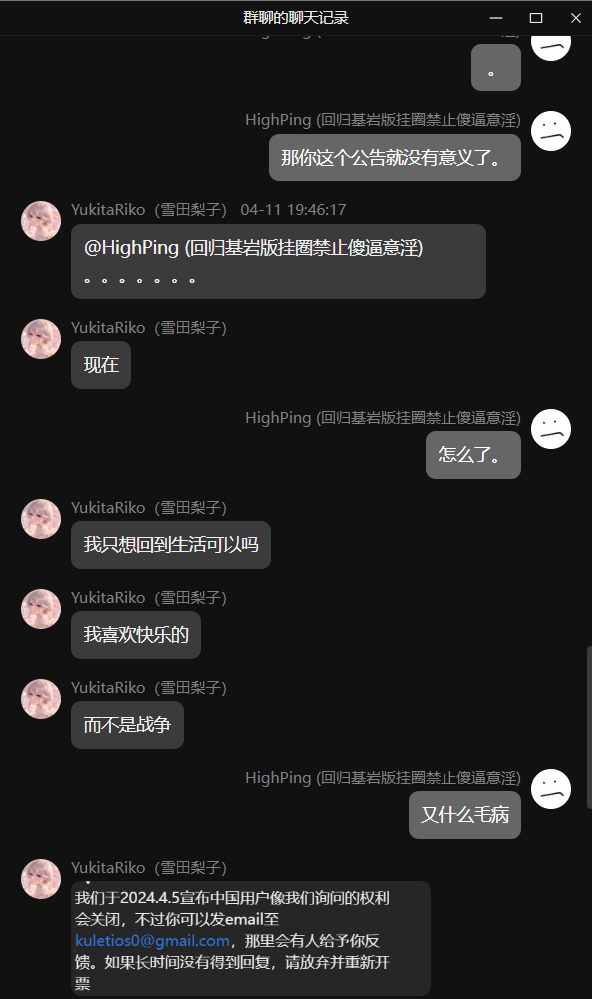 群聊的聊天记录
。
HighPing (回归基岩版挂圈禁止傻逼意淫)
那你这个公告就没有意义了。
YukitaRiko（雪田梨子） 04-11 19:46:17
@HighPing (回归基岩版挂圈禁止傻逼意淫)
。。。。。。。
YukitaRiko（雪田梨子）
现在
HighPing (回归基岩版挂圈禁止傻逼意淫)
怎么了。
YukitaRiko（雪田梨子）
我只想回到生活可以吗
YukitaRiko（雪田梨子）
我喜欢快乐的
YukitaRiko（雪田梨子）
而不是战争
HighPing (回归基岩版挂圈禁止傻逼意淫)
又什么毛病
YukitaRiko（雪田梨子）
我们于2024.4.5宣布中国用户像我们询问的权利
会关闭，不过你可以发email至
kuletios0@gmail.com，那里会有人给予你反
馈。如果长时间没有得到回复，请放弃并重新开
票